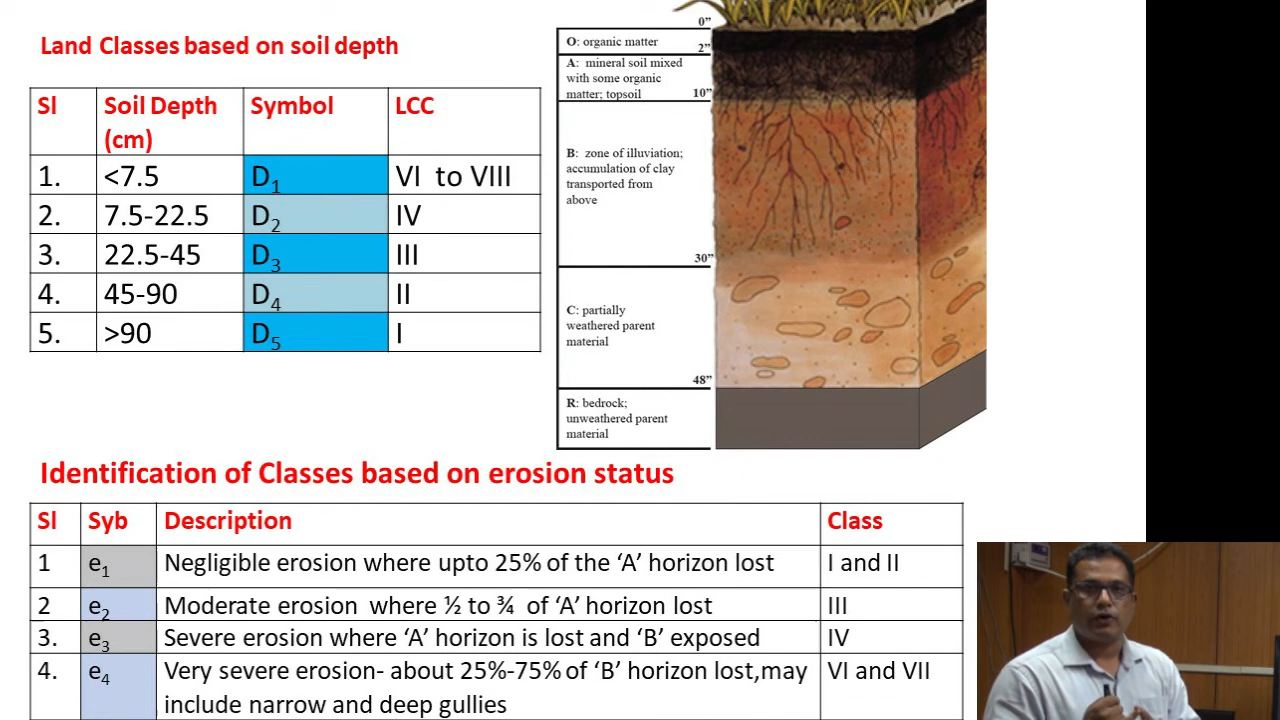 Land Classes based on soil depth
Sl Soil Depth (cm) Symbol LCC
1. <7.5 D1 VI to VIII
2. 7.5-22.5 D2 IV
3. 22.5-45 D3 III
4. 45-90 D4 II
5. >90 D5 I
0”
O: organic matter
2”
A: mineral soil mixed
with some organic
matter; topsoil
10”
B: zone of illuviation;
accumulation of clay
transported from
above
30”
C: partially
weathered parent
material
48”
R: bedrock;
unweathered parent
material
Identification of Classes based on erosion status
Sl Syb Description Class
1 e1 Negligible erosion where upto 25% of the ‘A’ horizon lost I and II
2 e2 Moderate erosion where ½ to ¾ of ‘A’ horizon lost III
3. e3 Severe erosion where ‘A’ horizon is lost and ‘B’ exposed IV
4. e4 Very severe erosion- about 25%-75% of ‘B’ horizon lost,may VI and VII
include narrow and deep gullies